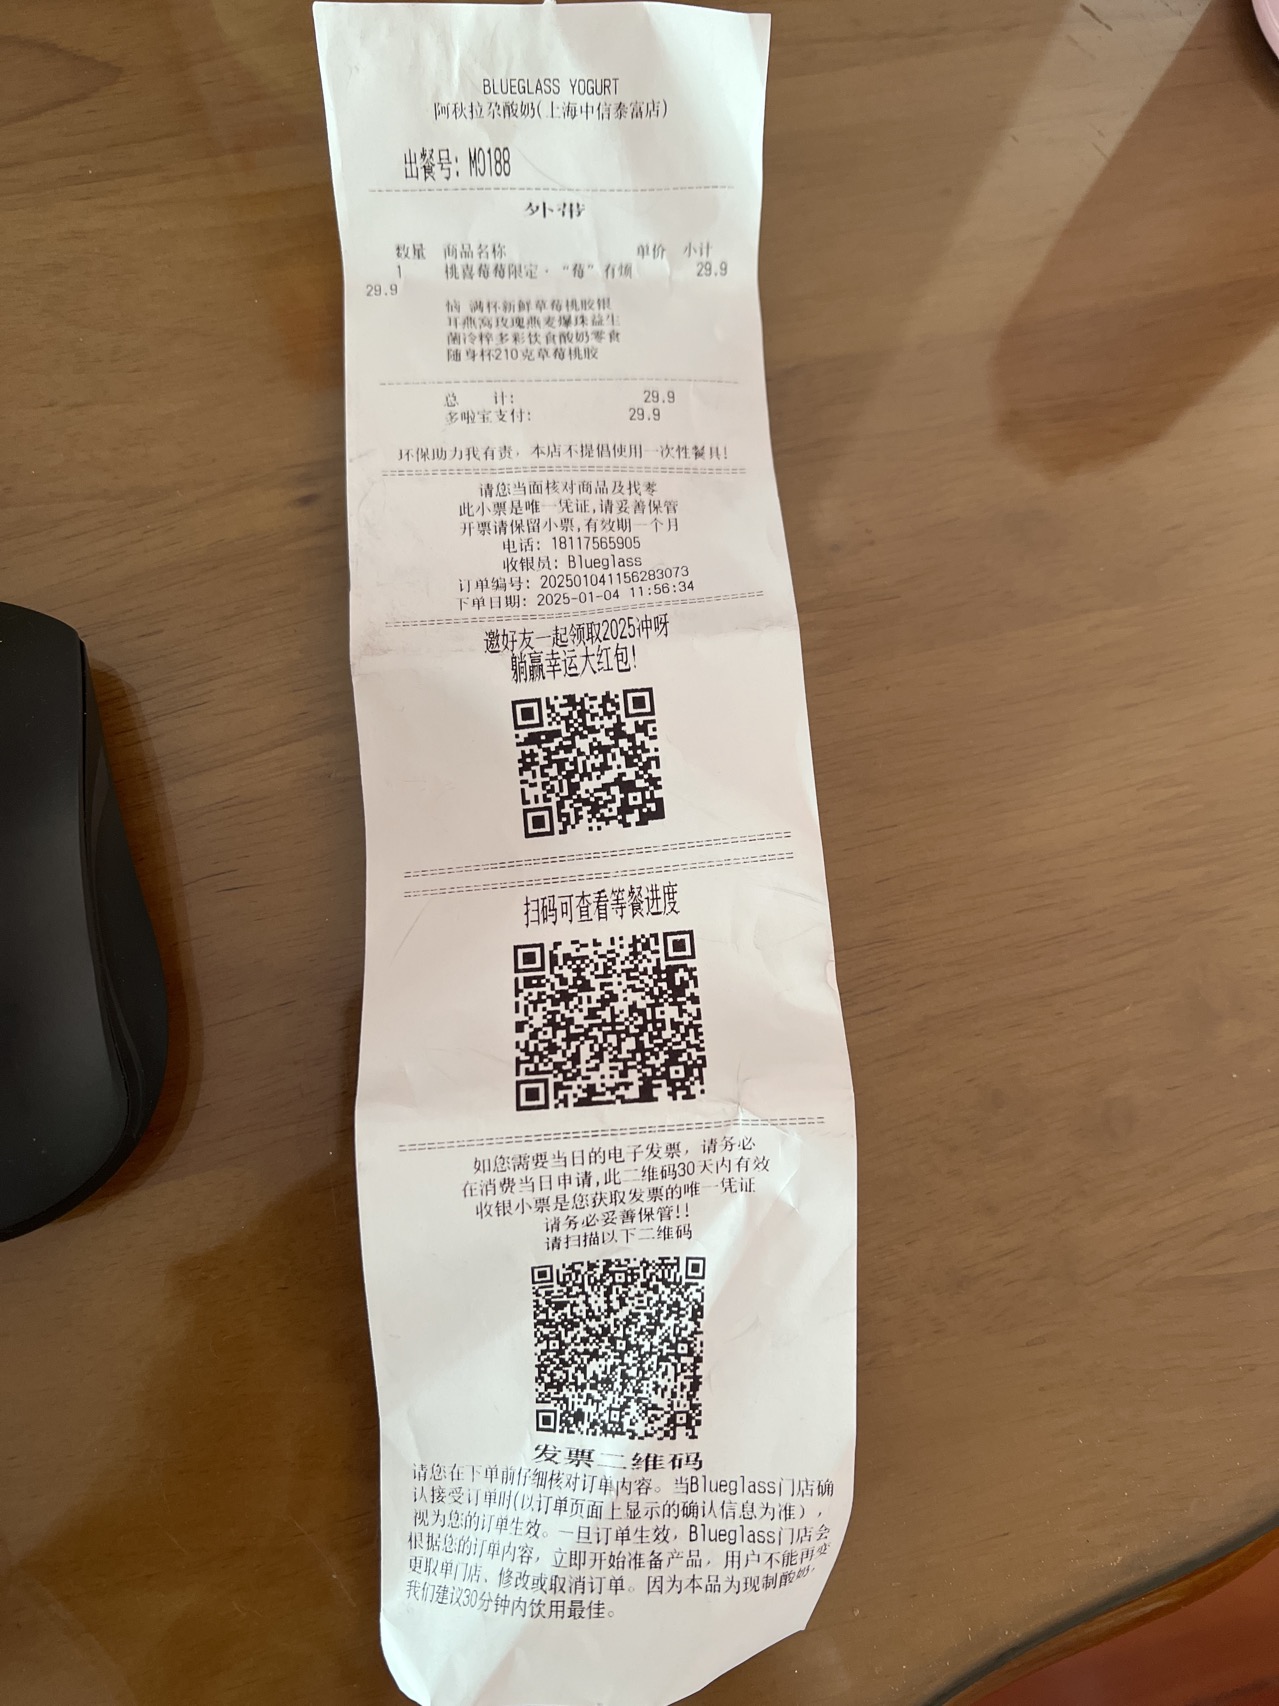 BLUEGLASS YOGURT
阿秋拉尕酸奶(上海中信泰富店)
出餐号: M0188
外带
数量 商品名称 单价 小计
1 桃喜莓莓限定·“莓”有烦 29.9
29.9
恼 满杯新鲜草莓桃胶银
耳燕窝玫瑰燕麦爆珠益生
菌冷粹多彩饮食酸奶零食
随身杯210克草莓桃胶
总 计: 29.9
多啦宝支付: 29.9
环保助力我有责，本店不提倡使用一次性餐具!
请您当面核对商品及找零
此小票是唯一凭证,请妥善保管
开票请保留小票,有效期一个月
电话: 18117565905
收银员: Blueglass
订单编号: 202501041156283073
下单日期: 2025-01-04 11:56:34
邀好友一起领取2025冲呀
躺赢幸运大红包!
扫码可查看等餐进度
如您需要当日的电子发票，请务必
在消费当日申请,此二维码30天内有效
收银小票是您获取发票的唯一凭证
请务必妥善保管!!
请扫描以下二维码
发票二维码
请您在下单前仔细核对订单内容。当Blueglass门店确
认接受订单时(以订单页面上显示的确认信息为准)，
视为您的订单生效。一旦订单生效，Blueglass门店会
根据您的订单内容，立即开始准备产品，用户不能再变
更取单门店、修改或取消订单。因为本品为现制酸奶，
我们建议30分钟内饮用最佳。